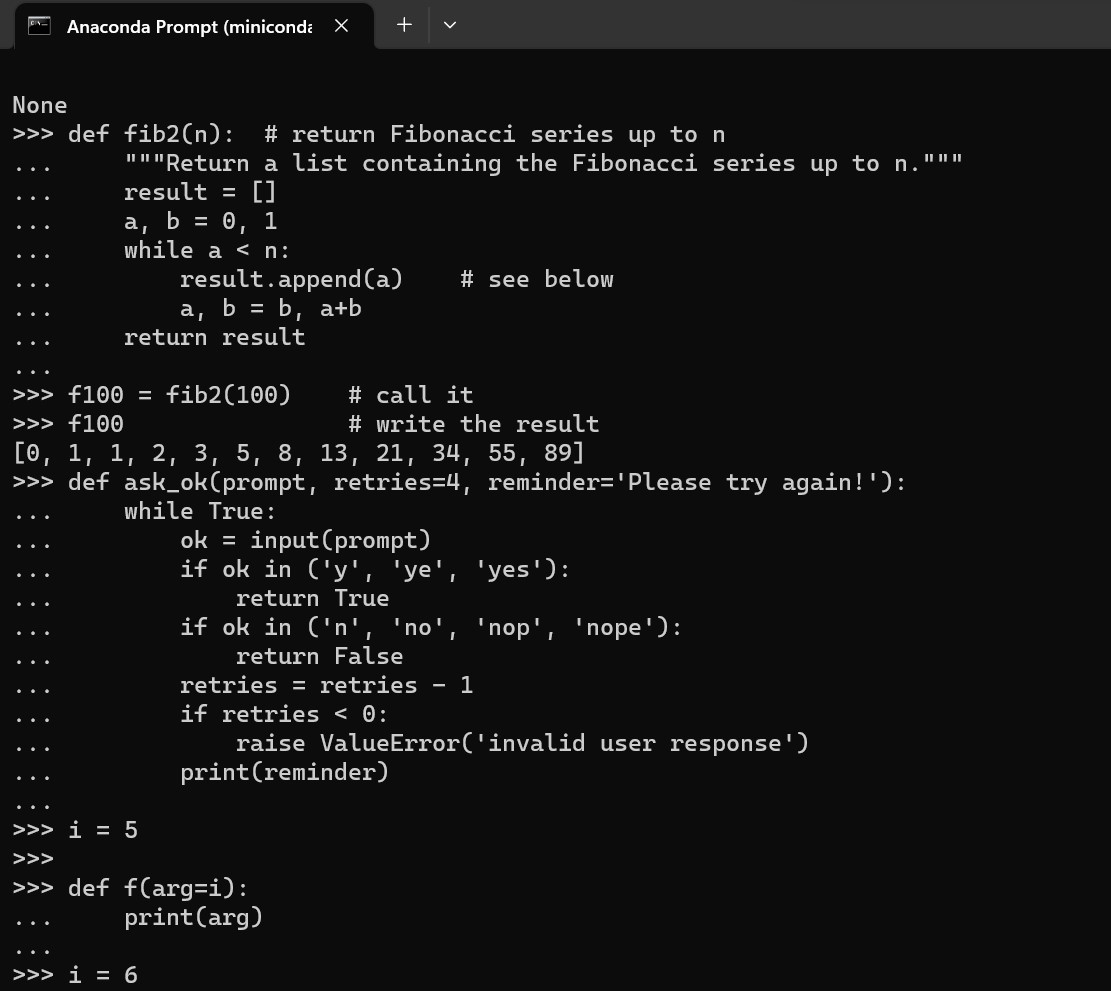 Anaconda Prompt (miniconda
None
>>> def fib2(n):  # return Fibonacci series up to n
...     """Return a list containing the Fibonacci series up to n."""
...     result = []
...     a, b = 0, 1
...     while a < n:
...         result.append(a)    # see below
...         a, b = b, a+b
...     return result
...
>>> f100 = fib2(100)    # call it
>>> f100                # write the result
[0, 1, 1, 2, 3, 5, 8, 13, 21, 34, 55, 89]
>>> def ask_ok(prompt, retries=4, reminder='Please try again!'):
...     while True:
...         ok = input(prompt)
...         if ok in ('y', 'ye', 'yes'):
...             return True
...         if ok in ('n', 'no', 'nop', 'nope'):
...             return False
...         retries = retries - 1
...         if retries < 0:
...             raise ValueError('invalid user response')
...         print(reminder)
...
>>> i = 5
>>>
>>> def f(arg=i):
...     print(arg)
...
>>> i = 6